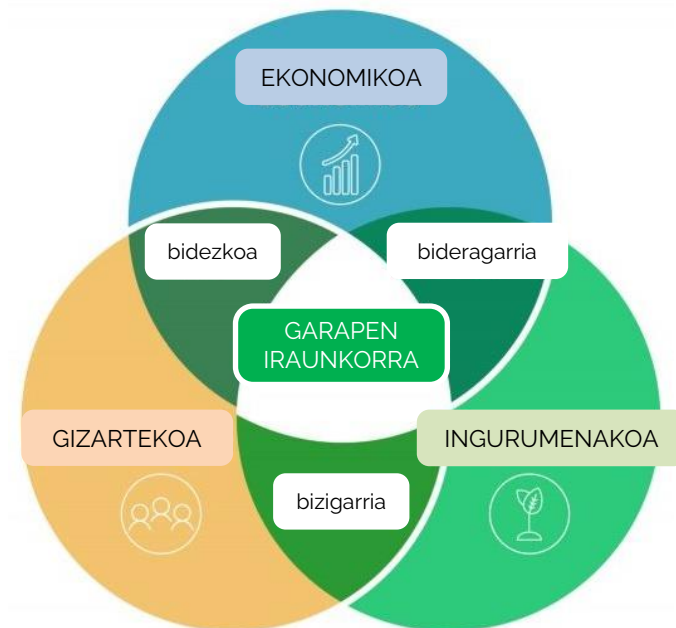 EKONOMIKOA
bidezkoa
bideragarria
GARAPEN
IRAUNKORRA
GIZARTEKOA
INGURUMENAKOA
bizigarria